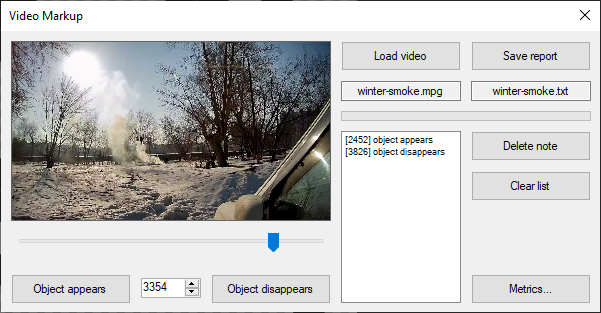 Video Markup
Load video
Save report
winter-smoke.mpg
winter-smoke.txt
[2452] object appears
[3826] object disappears
Delete note
Clear list
Object appears
3354
Object disappears
Metrics...